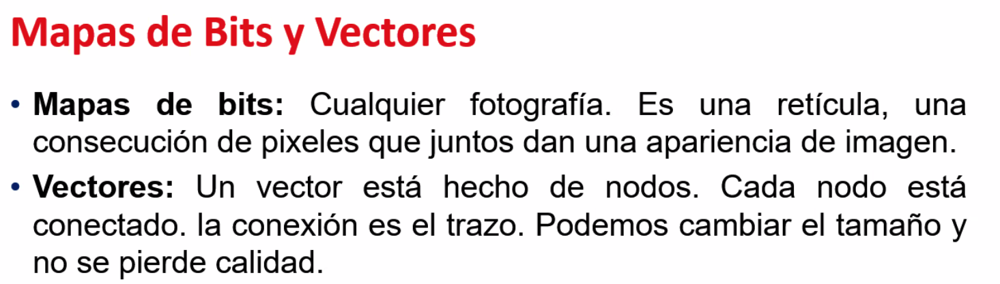 Mapas de Bits y Vectores
• Mapas de bits: Cualquier fotografía. Es una retícula, una
consecución de pixeles que juntos dan una apariencia de imagen.
• Vectores: Un vector está hecho de nodos. Cada nodo está
conectado. la conexión es el trazo. Podemos cambiar el tamaño y
no se pierde calidad.